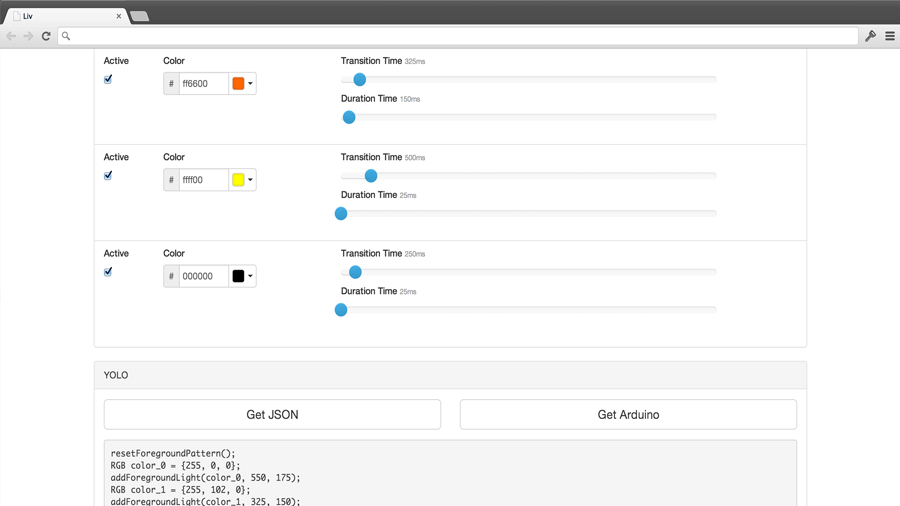 Liv
Active Color Transition Time 325ms
# ff6600
Duration Time 150ms
Active Color Transition Time 500ms
# ffff00
Duration Time 25ms
Active Color Transition Time 250ms
# 000000
Duration Time 25ms
YOLO
Get JSON Get Arduino
resetForegroundPattern();
RGB color_0 = {255, 0, 0};
addForegroundLight(color_0, 550, 175);
RGB color_1 = {255, 102, 0};
addForegroundLight(color_1, 325, 150);